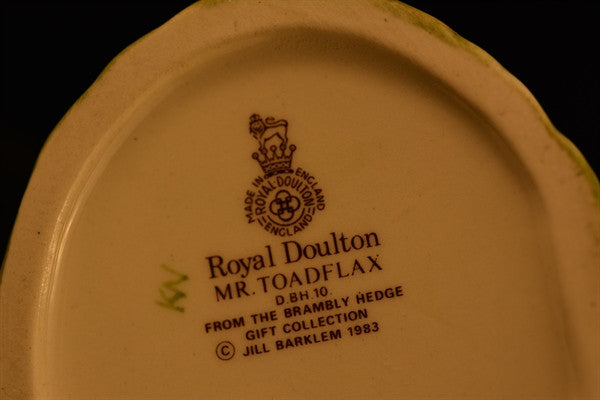 MADE IN ENGLAND
ROYAL DOULTON
ENGLAND
Royal Doulton
MR. TOADFLAX
D.BH.10.
FROM THE BRAMBLY HEDGE
GIFT COLLECTION
© JILL BARKLEM 1983
KW